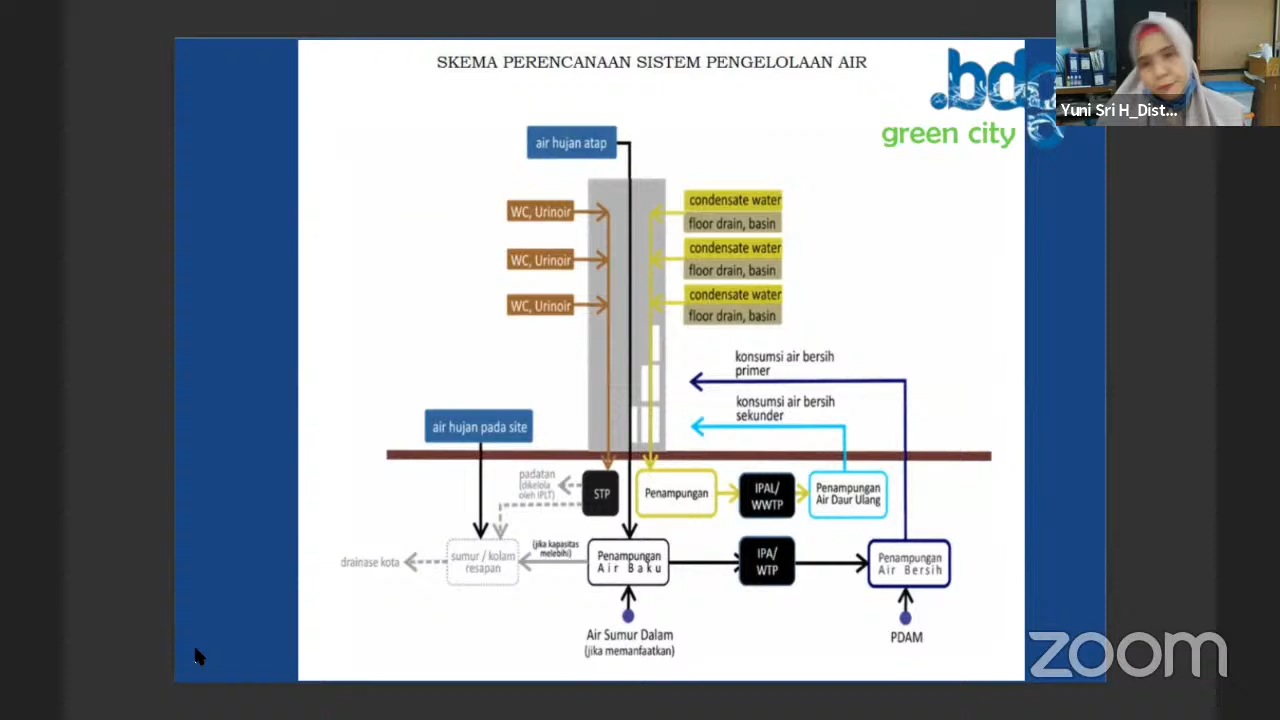 SKEMA PERENCANAAN SISTEM PENGELOLAAN AIR
.bd
green city
Yuni Sri H_Dist...
air hujan atap
WC, Urinoir
condensate water
floor drain, basin
WC, Urinoir
condensate water
floor drain, basin
WC, Urinoir
condensate water
floor drain, basin
konsumsi air bersih
primer
konsumsi air bersih
sekunder
air hujan pada site
padatan
(dikelola
oleh IPLT)
STP
Penampungan
IPAL/
WWTP
Penampungan
Air Daur Ulang
drainase kota
sumur / kolam
resapan
(jika kapasitas
melebihi)
Penampungan
Air Baku
IPA/
WTP
Penampungan
Air Bersih
Air Sumur Dalam
(jika memanfaatkan)
PDAM
zoom